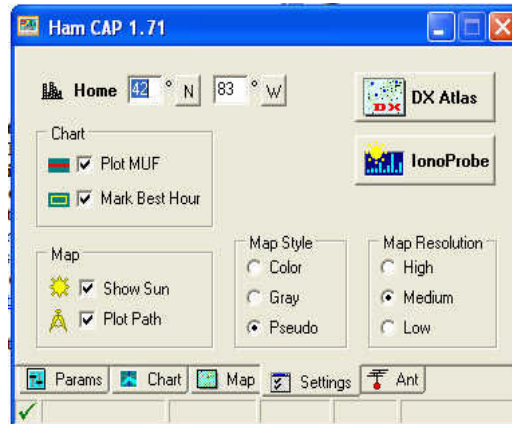 Ham CAP 1.71
Home 42 ° N 83 ° W
DX
DX Atlas
IonoProbe
Chart
Plot MUF
Mark Best Hour
Map
Show Sun
Plot Path
Map Style
Color
Gray
Pseudo
Map Resolution
High
Medium
Low
Params Chart Map Settings Ant